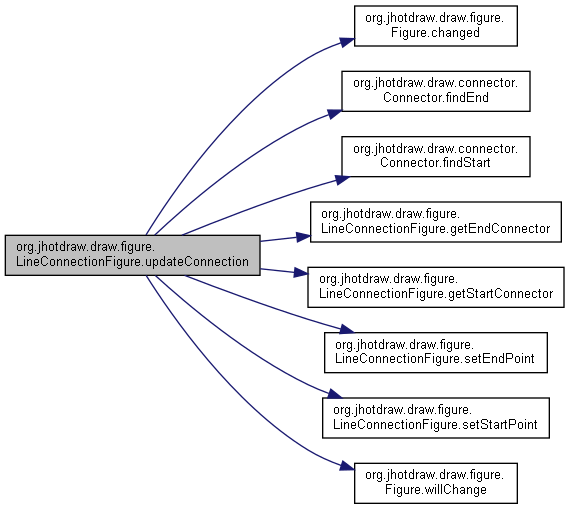 org.jhotdraw.draw.figure.
Figure.changed
org.jhotdraw.draw.connector.
Connector.findEnd
org.jhotdraw.draw.connector.
Connector.findStart
org.jhotdraw.draw.figure.
LineConnectionFigure.getEndConnector
org.jhotdraw.draw.figure.
LineConnectionFigure.updateConnection
org.jhotdraw.draw.figure.
LineConnectionFigure.getStartConnector
org.jhotdraw.draw.figure.
LineConnectionFigure.setEndPoint
org.jhotdraw.draw.figure.
LineConnectionFigure.setStartPoint
org.jhotdraw.draw.figure.
Figure.willChange